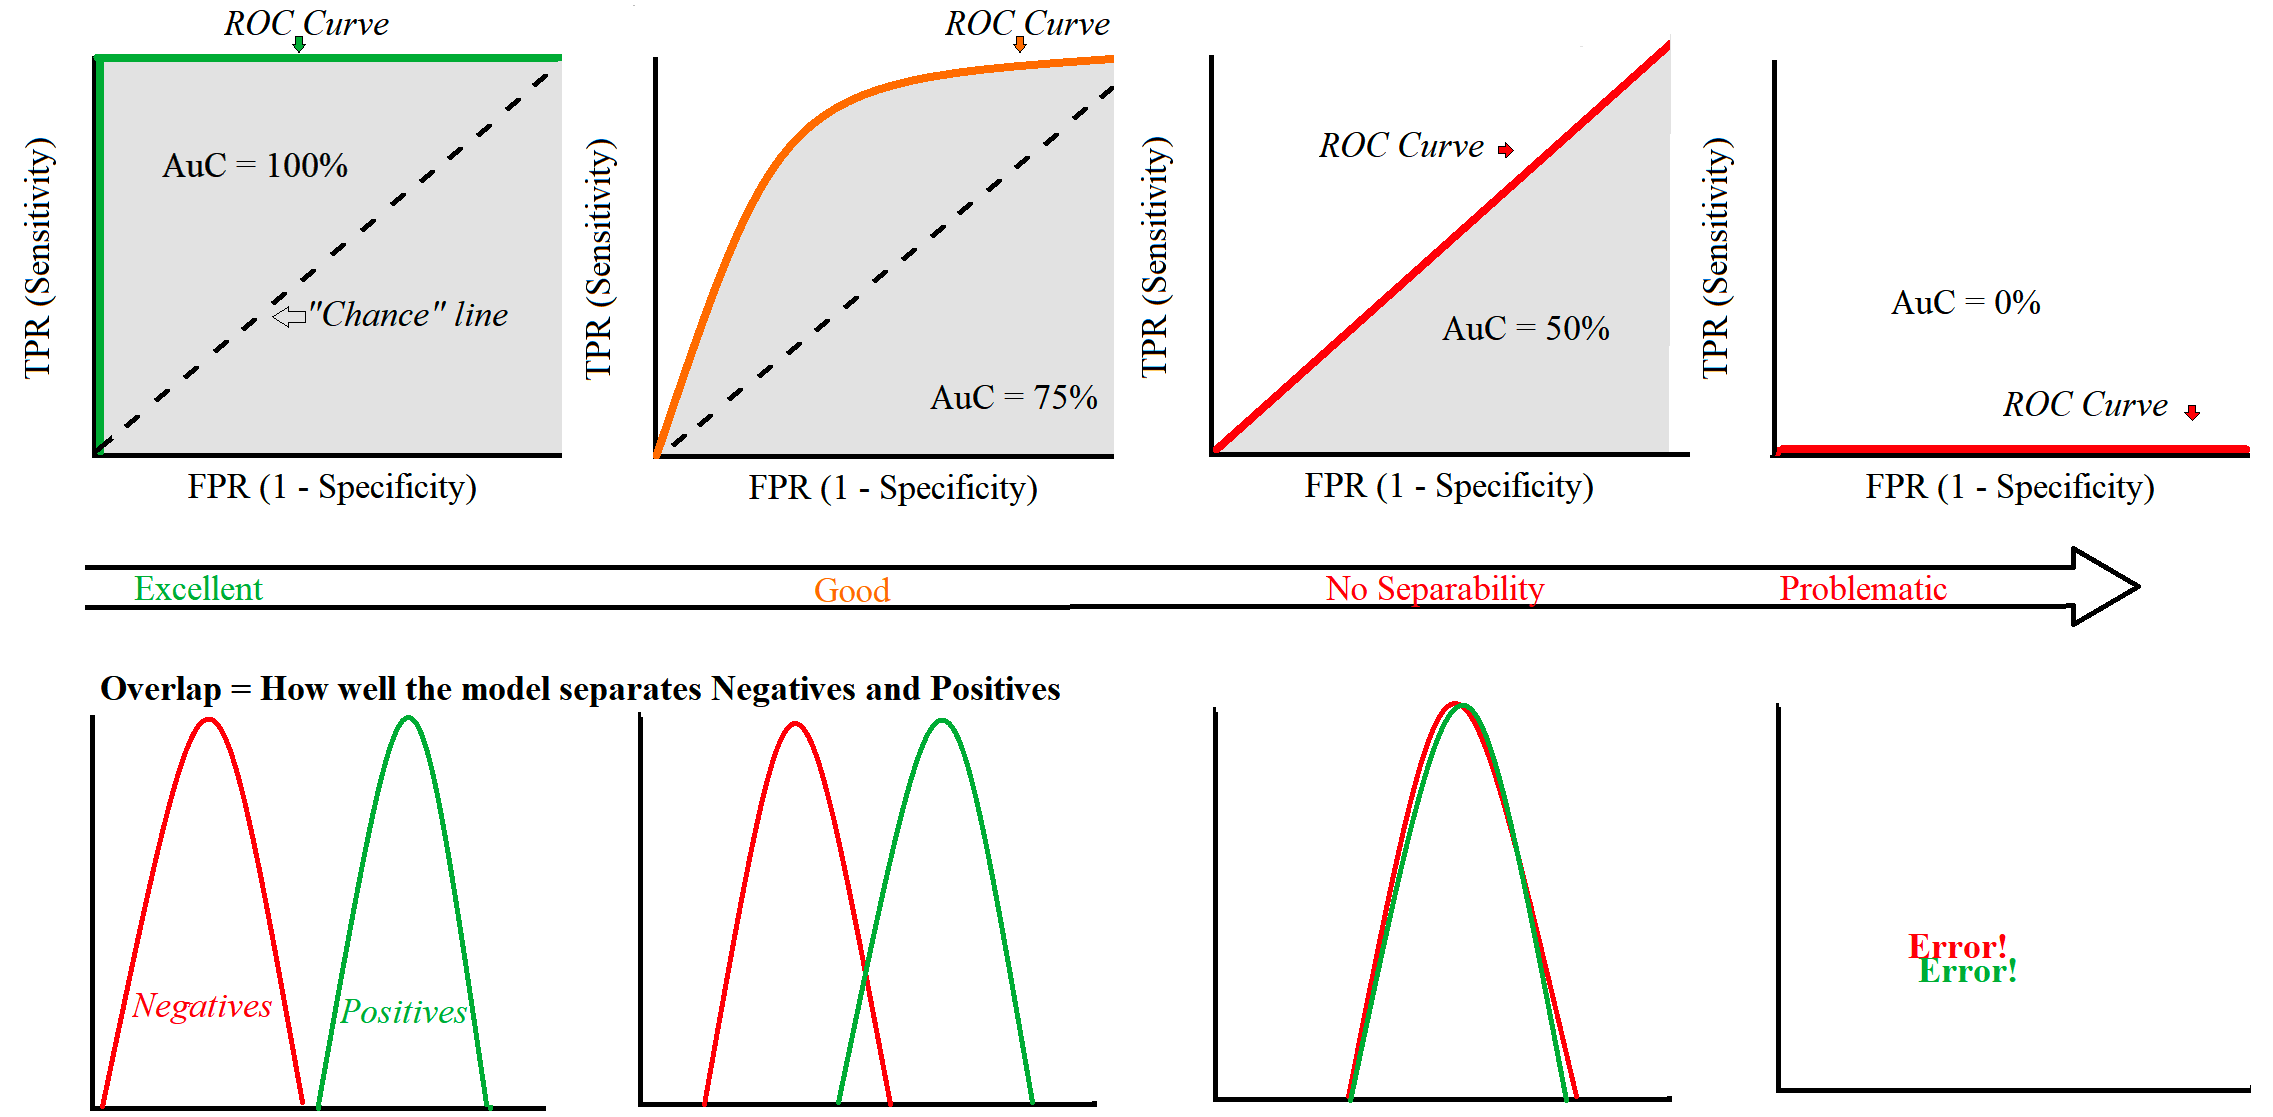 ROC Curve
ROC Curve
ROC Curve
AuC = 100%
"Chance" line
AuC = 75%
AuC = 50%
AuC = 0%
ROC Curve
TPR (Sensitivity)
TPR (Sensitivity)
TPR (Sensitivity)
TPR (Sensitivity)
FPR (1 - Specificity)
FPR (1 - Specificity)
FPR (1 - Specificity)
FPR (1 - Specificity)
Excellent
Good
No Separability
Problematic
Overlap = How well the model separates Negatives and Positives
Negatives
Positives
Error!
Error!